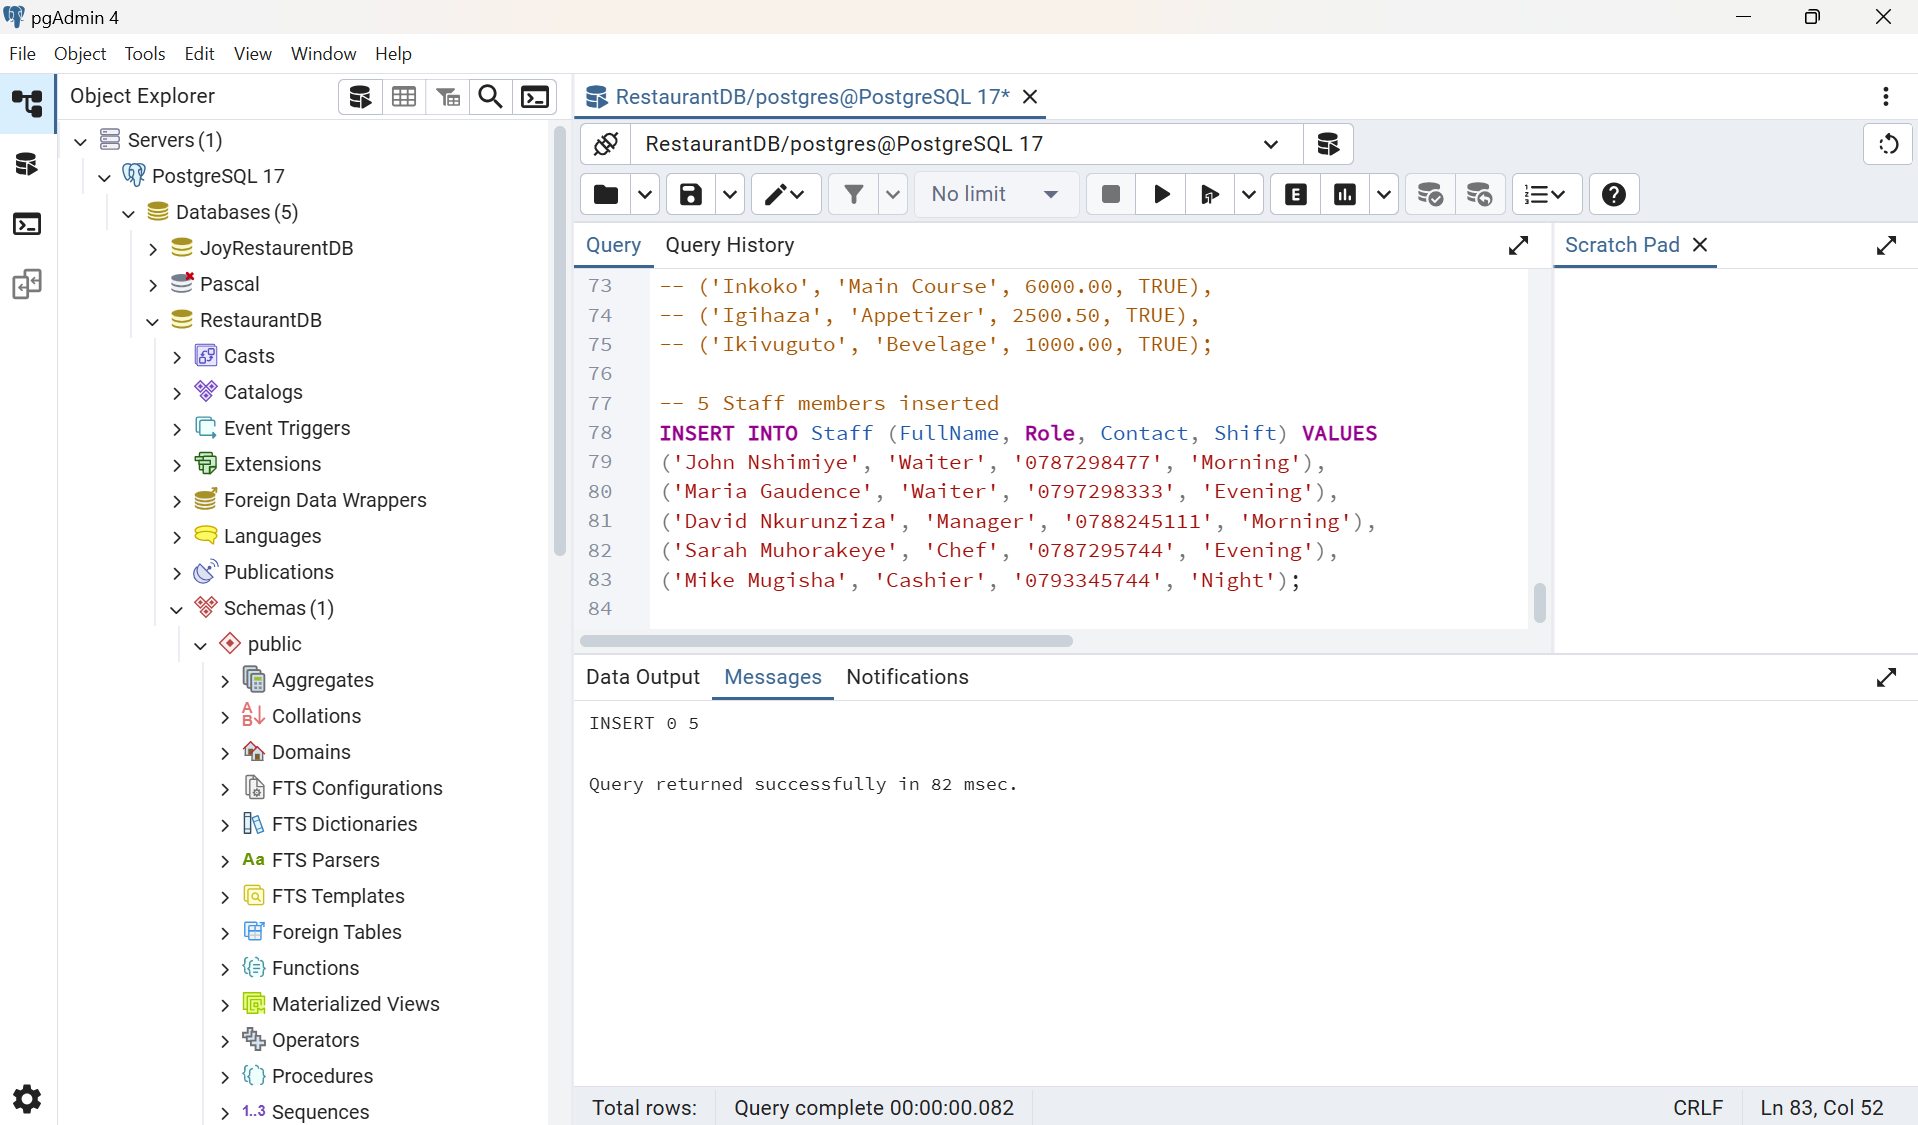 pgAdmin 4
File Object Tools Edit View Window Help
Object Explorer
Servers (1)
PostgreSQL 17
Databases (5)
JoyRestaurentDB
Pascal
RestaurantDB
Casts
Catalogs
Event Triggers
Extensions
Foreign Data Wrappers
Languages
Publications
Schemas (1)
public
Aggregates
Collations
Domains
FTS Configurations
FTS Dictionaries
Aa FTS Parsers
FTS Templates
Foreign Tables
Functions
Materialized Views
Operators
Procedures
1..3 Sequences
RestaurantDB/postgres@PostgreSQL 17*
RestaurantDB/postgres@PostgreSQL 17
No limit
E
Query Query History
Scratch Pad
73 -- ('Inkoko', 'Main Course', 6000.00, TRUE),
74 -- ('Igihaza', 'Appetizer', 2500.50, TRUE),
75 -- ('Ikivuguto', 'Bevelage', 1000.00, TRUE);
76
77 -- 5 Staff members inserted
78 INSERT INTO Staff (FullName, Role, Contact, Shift) VALUES
79 ('John Nshimiye', 'Waiter', '0787298477', 'Morning'),
80 ('Maria Gaudence', 'Waiter', '0797298333', 'Evening'),
81 ('David Nkurunziza', 'Manager', '0788245111', 'Morning'),
82 ('Sarah Muhorakeye', 'Chef', '0787295744', 'Evening'),
83 ('Mike Mugisha', 'Cashier', '0793345744', 'Night');
84
Data Output Messages Notifications
INSERT 0 5
Query returned successfully in 82 msec.
Total rows: Query complete 00:00:00.082 CRLF Ln 83, Col 52